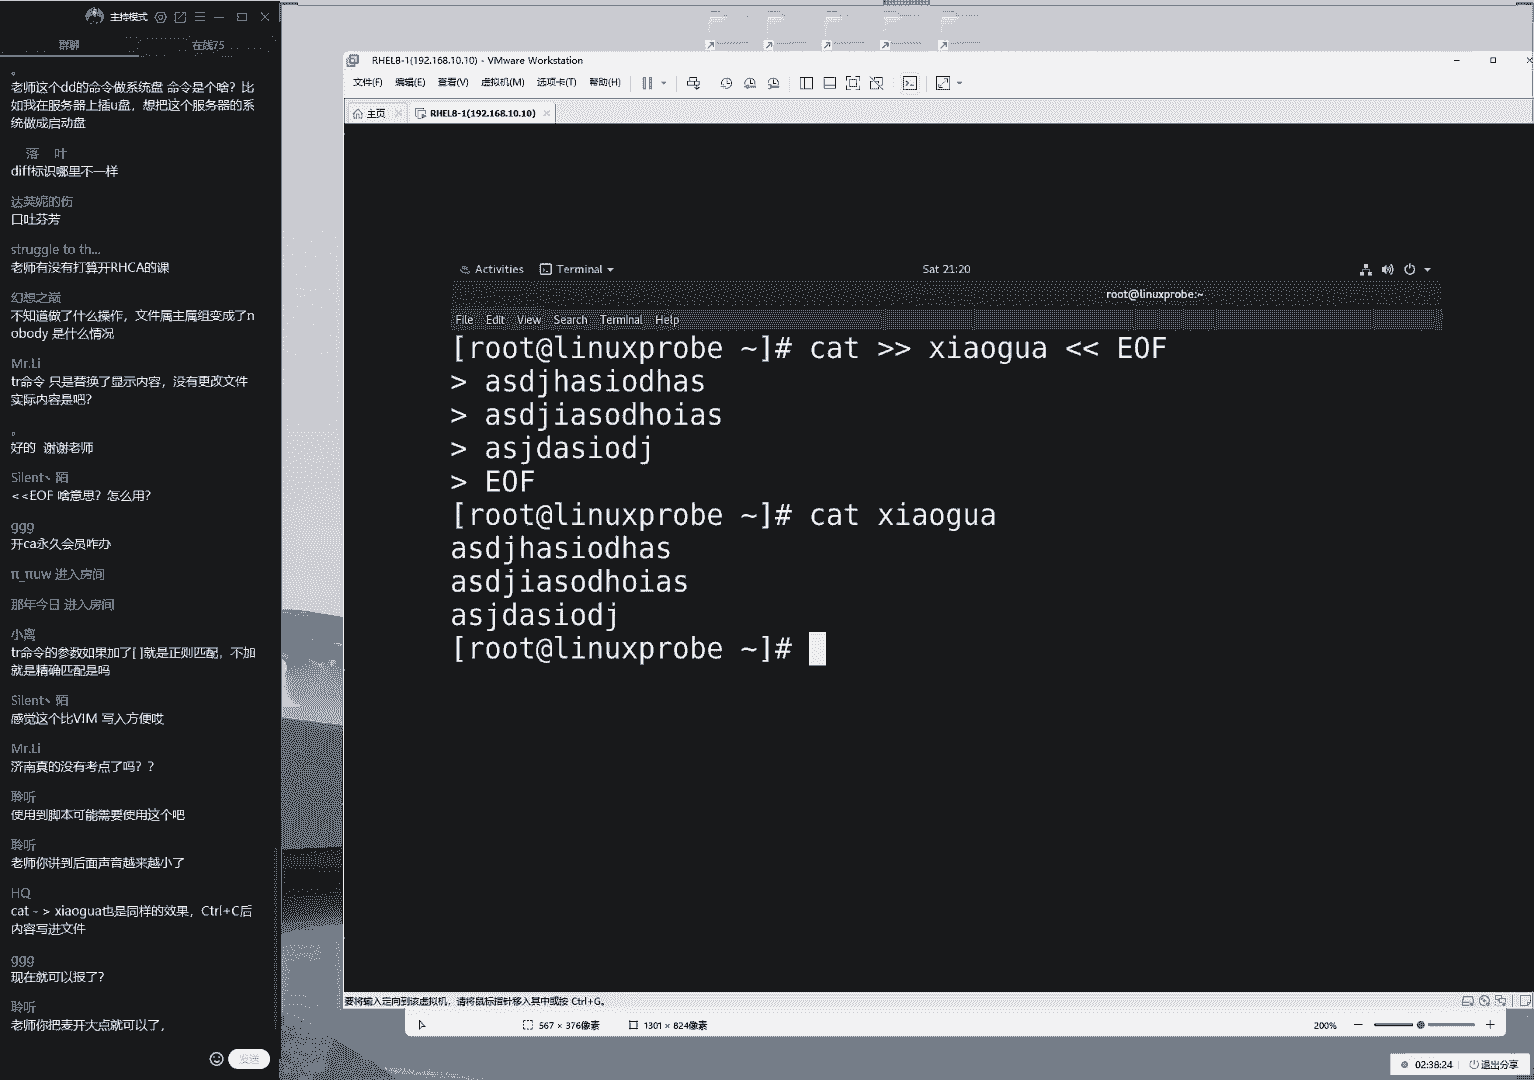 主持模式
群聊
在线75
。
老师这个dd的命令做系统盘 命令是个啥？比
如我在服务器上插u盘，想把这个服务器的系
统做成启动盘
落 叶
diff标识哪里不一样
达芙妮的伤
口吐芬芳
struggle to th...
老师有没有打算开RHCA的课
幻想之巅
不知道做了什么操作，文件属主属组变成了n
obody 是什么情况
Mr.Li
tr命令 只是替换了显示内容，没有更改文件
实际内容是吧？
。
好的 谢谢老师
Silent丶陌
<<EOF 啥意思？怎么用？
ggg
开ca永久会员咋办
π_πuw 进入房间
那年今日 进入房间
小离
tr命令的参数如果加了[ ]就是正则匹配，不加
就是精确匹配是吗
Silent丶陌
感觉这个比VIM 写入方便哎
Mr.Li
济南真的没有考点了吗？？
聆听
使用到脚本可能需要使用这个吧
聆听
老师你讲到后面声音越来越小了
HQ
cat - > xiaogua也是同样的效果，Ctrl+C后
内容写进文件
ggg
现在就可以报了？
聆听
老师你把麦开大点就可以了，
发送
RHEL8-1(192.168.10.10) - VMware Workstation
文件(F) 编辑(E) 查看(V) 虚拟机(M) 选项卡(T) 帮助(H)
主页 RHEL8-1(192.168.10.10)
Activities Terminal Sat 21:20
root@linuxprobe:~
File Edit View Search Terminal Help
[root@linuxprobe ~]# cat >> xiaogua << EOF
> asdjhasiodhas
> asdjiasodhoias
> asjdasiodj
> EOF
[root@linuxprobe ~]# cat xiaogua
asdjhasiodhas
asdjiasodhoias
asjdasiodj
[root@linuxprobe ~]#
要将输入定向到该虚拟机，请将鼠标指针移入其中或按 Ctrl+G。
567 × 376像素 1301 × 824像素 200%
02:38:24 退出分享